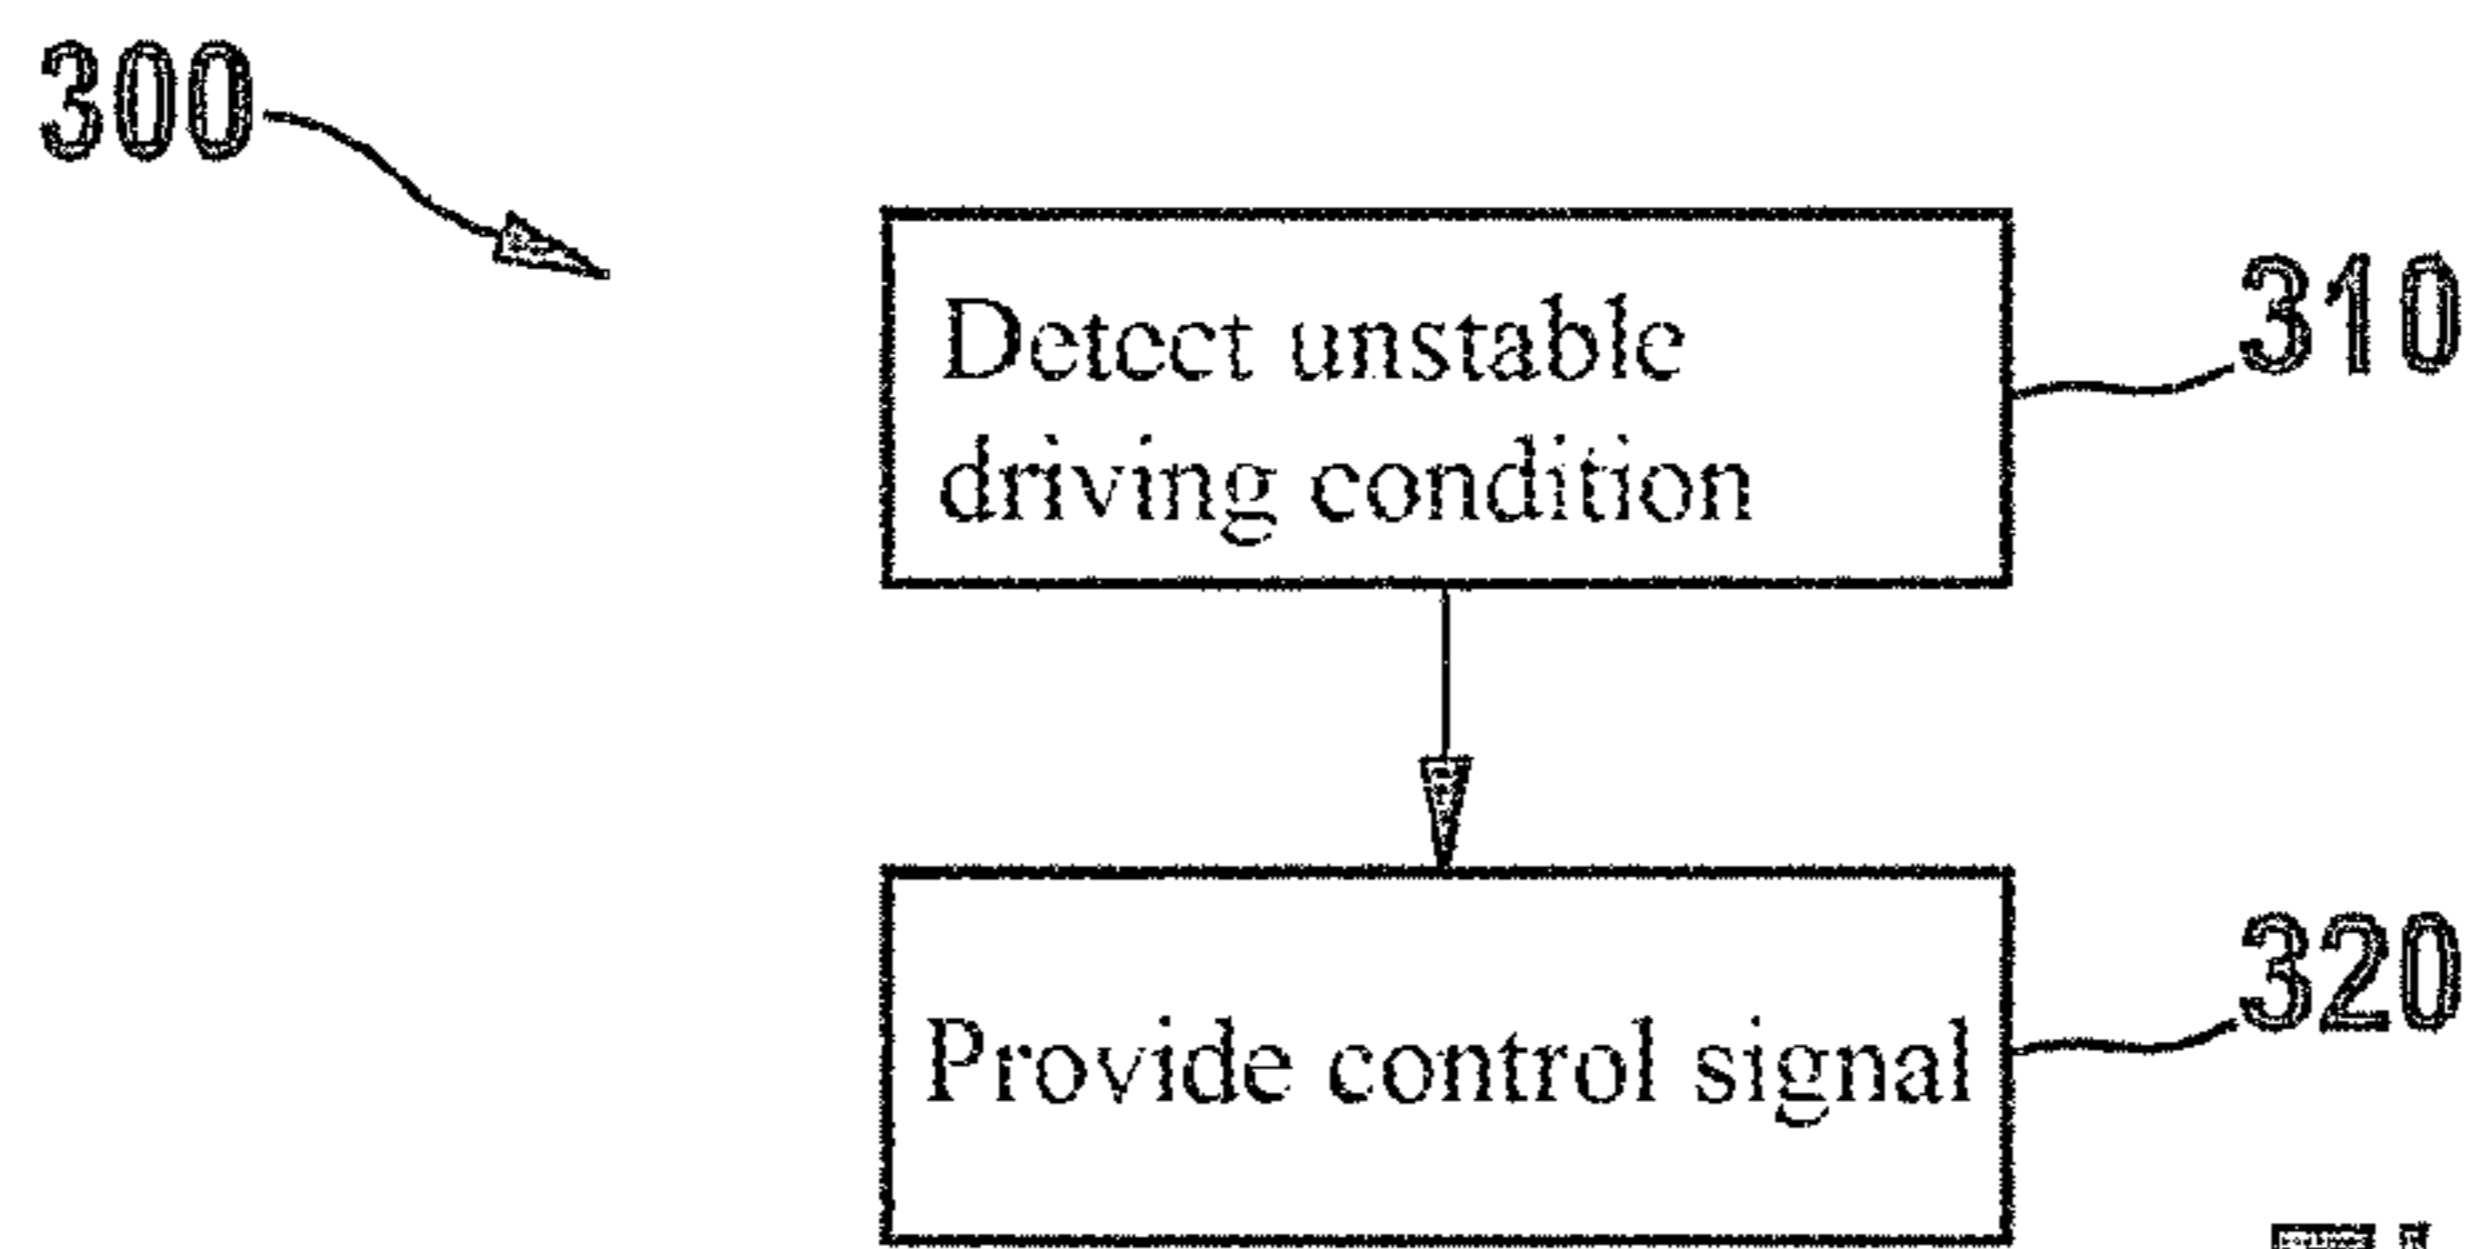 300
Detect unstable
driving condition
310
Provide control signal
320